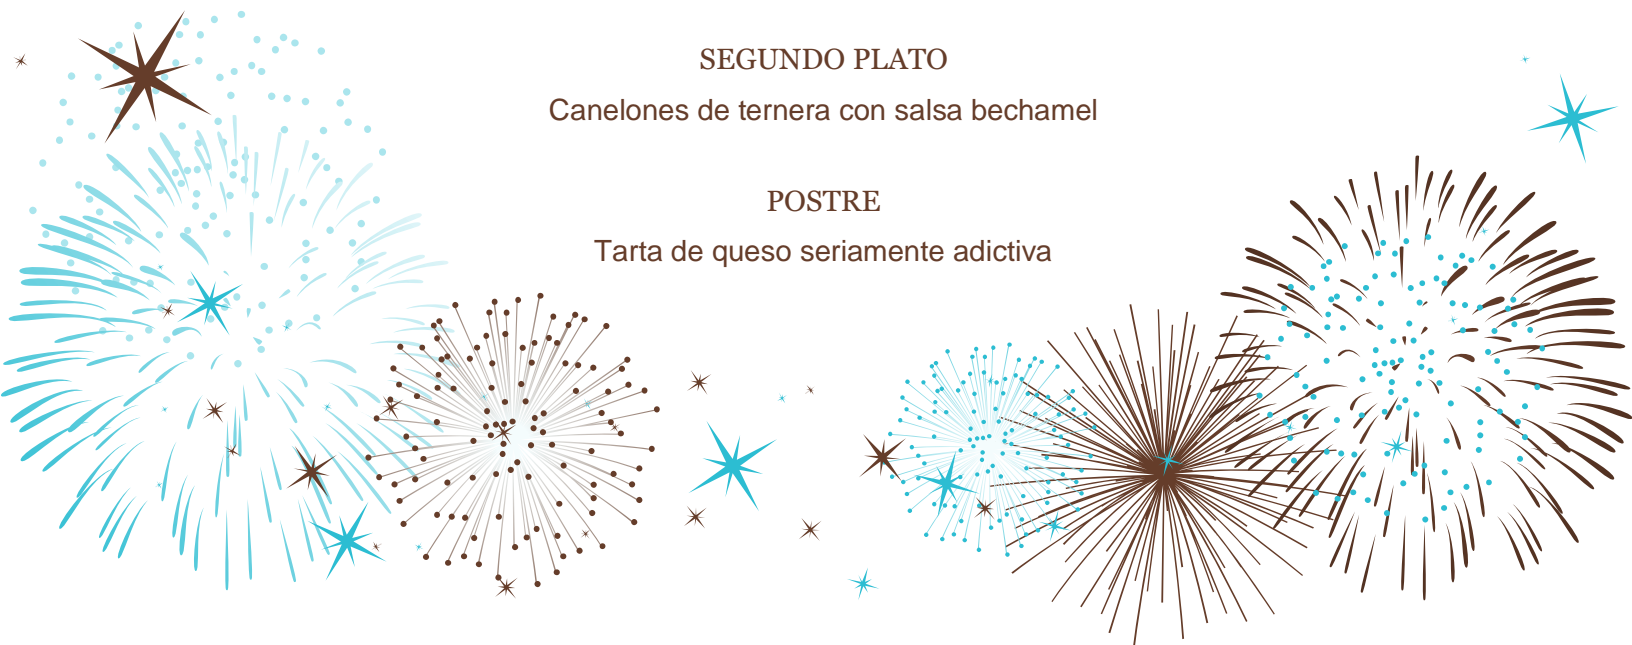 SEGUNDO PLATO
Canelones de ternera con salsa bechamel
POSTRE
Tarta de queso seriamente adictiva